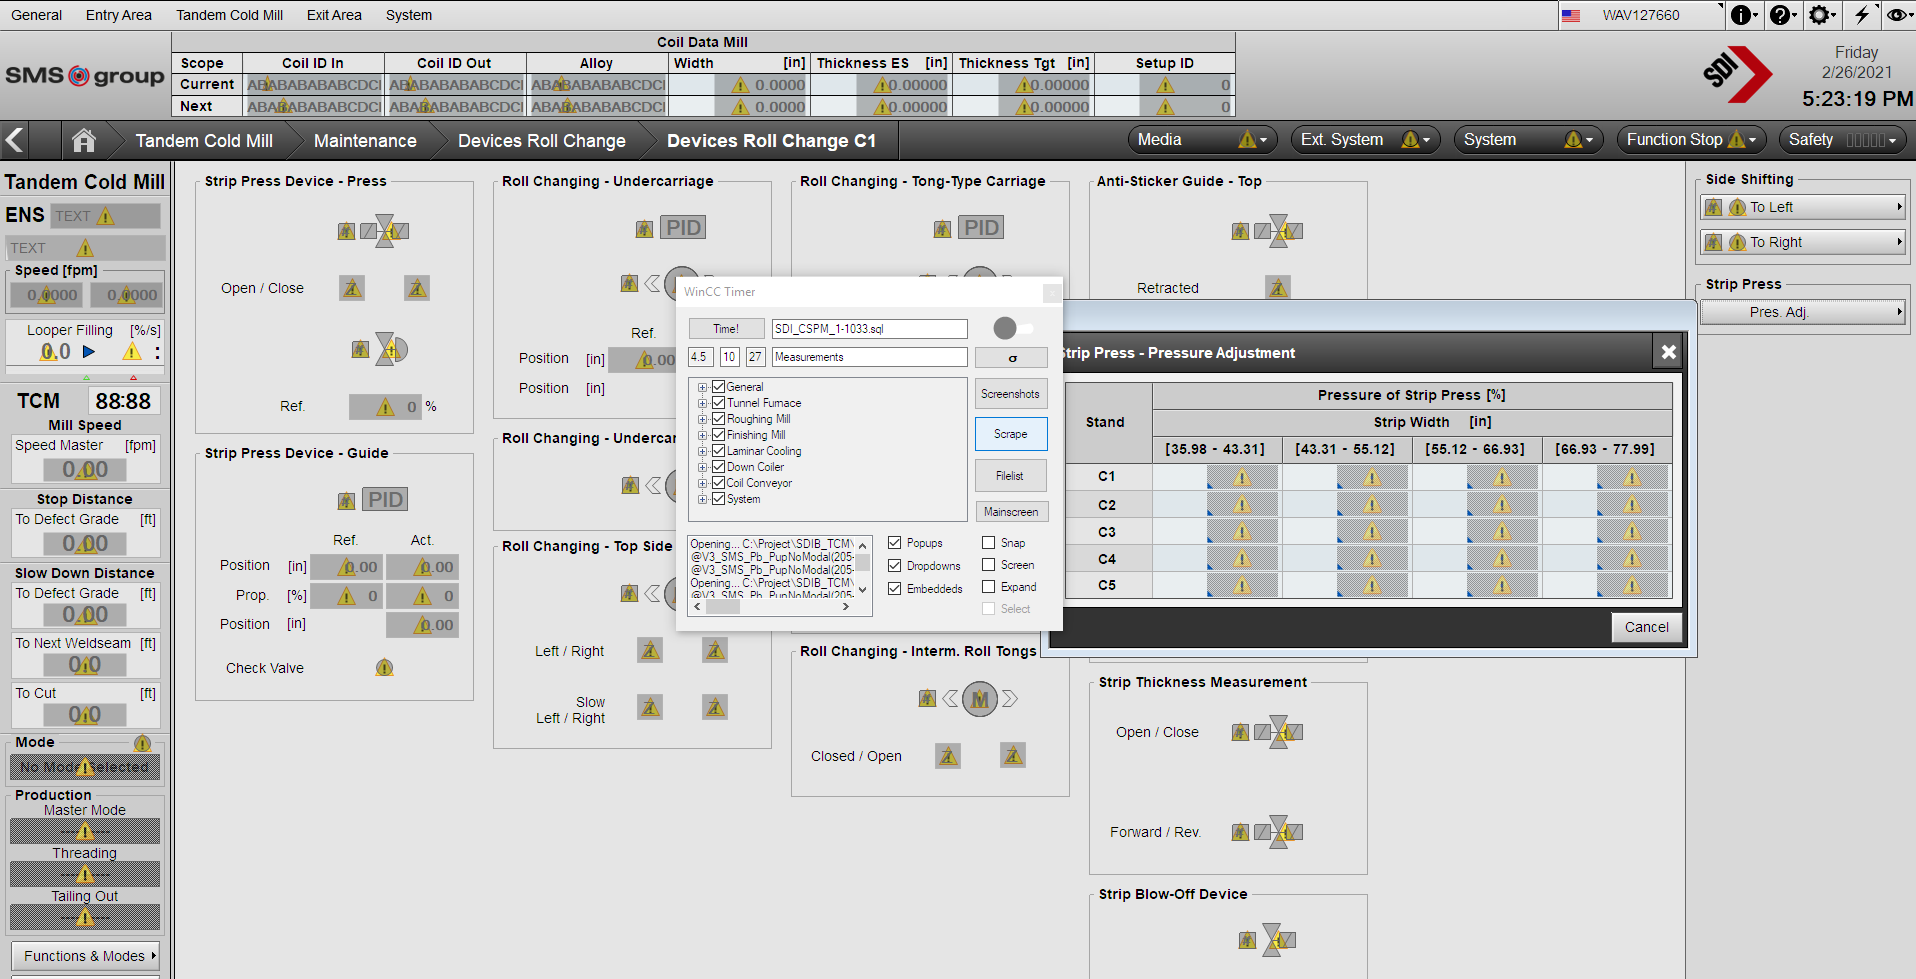 General Entry Area Tandem Cold Mill Exit Area System
WAV127660
SMS group
Coil Data Mill
Scope Coil ID In Coil ID Out Alloy Width [in] Thickness ES [in] Thickness Tgt [in] Setup ID
Current 0.0000 0.00000 0.00000 0
Next 0.0000 0.00000 0.00000 0
SDI
Friday
2/26/2021
5:23:19 PM
Tandem Cold Mill Maintenance Devices Roll Change Devices Roll Change C1
Media Ext. System System Function Stop Safety
Tandem Cold Mill
ENS TEXT
TEXT
Speed [fpm]
0.0000 0.0000
Looper Filling [%/s]
0.0 :
TCM 88:88
Mill Speed
Speed Master [fpm]
0.00
Stop Distance
To Defect Grade [ft]
0.00
Slow Down Distance
To Defect Grade [ft]
0.00
To Next Weldseam [ft]
0.0
To Cut [ft]
0.0
Mode
No Mode Selected
Production
Master Mode
Threading
Tailing Out
Functions & Modes
Strip Press Device - Press
Open / Close
Ref. 0 %
Strip Press Device - Guide
PID
Ref. Act.
Position [in] 0.00 0.00
Prop. [%] 0 0
Position [in] 0.00
Check Valve
Roll Changing - Undercarriage
PID
Ref.
Position [in] 0.00
Position [in]
Roll Changing - Undercar
Roll Changing - Top Side
Left / Right
Slow
Left / Right
Roll Changing - Tong-Type Carriage
PID
Roll Changing - Interm. Roll Tongs
M
Closed / Open
Anti-Sticker Guide - Top
Retracted
Strip Thickness Measurement
Open / Close
Forward / Rev.
Strip Blow-Off Device
WinCC Timer
Time! SDI_CSPM_1-1033.sql
4.5 10 27 Measurements σ
General
Tunnel Furnace
Roughing Mill
Finishing Mill
Laminar Cooling
Down Coiler
Coil Conveyor
System
Screenshots
Scrape
Filelist
Mainscreen
Opening... C:\Project\SDIB_TCM\
@V3_SMS_Pb_PupNoModal(205-
@V3_SMS_Pb_PupNoModal(205-
Opening... C:\Project\SDIB_TCM\
@V3_SMS_Pb_PupNoModal(205-
Popups Snap
Dropdowns Screen
Embeddeds Expand
Select
Strip Press - Pressure Adjustment
Stand Pressure of Strip Press [%]
Strip Width [in]
[35.98 - 43.31] [43.31 - 55.12] [55.12 - 66.93] [66.93 - 77.99]
C1
C2
C3
C4
C5
Cancel
Side Shifting
To Left
To Right
Strip Press
Pres. Adj.